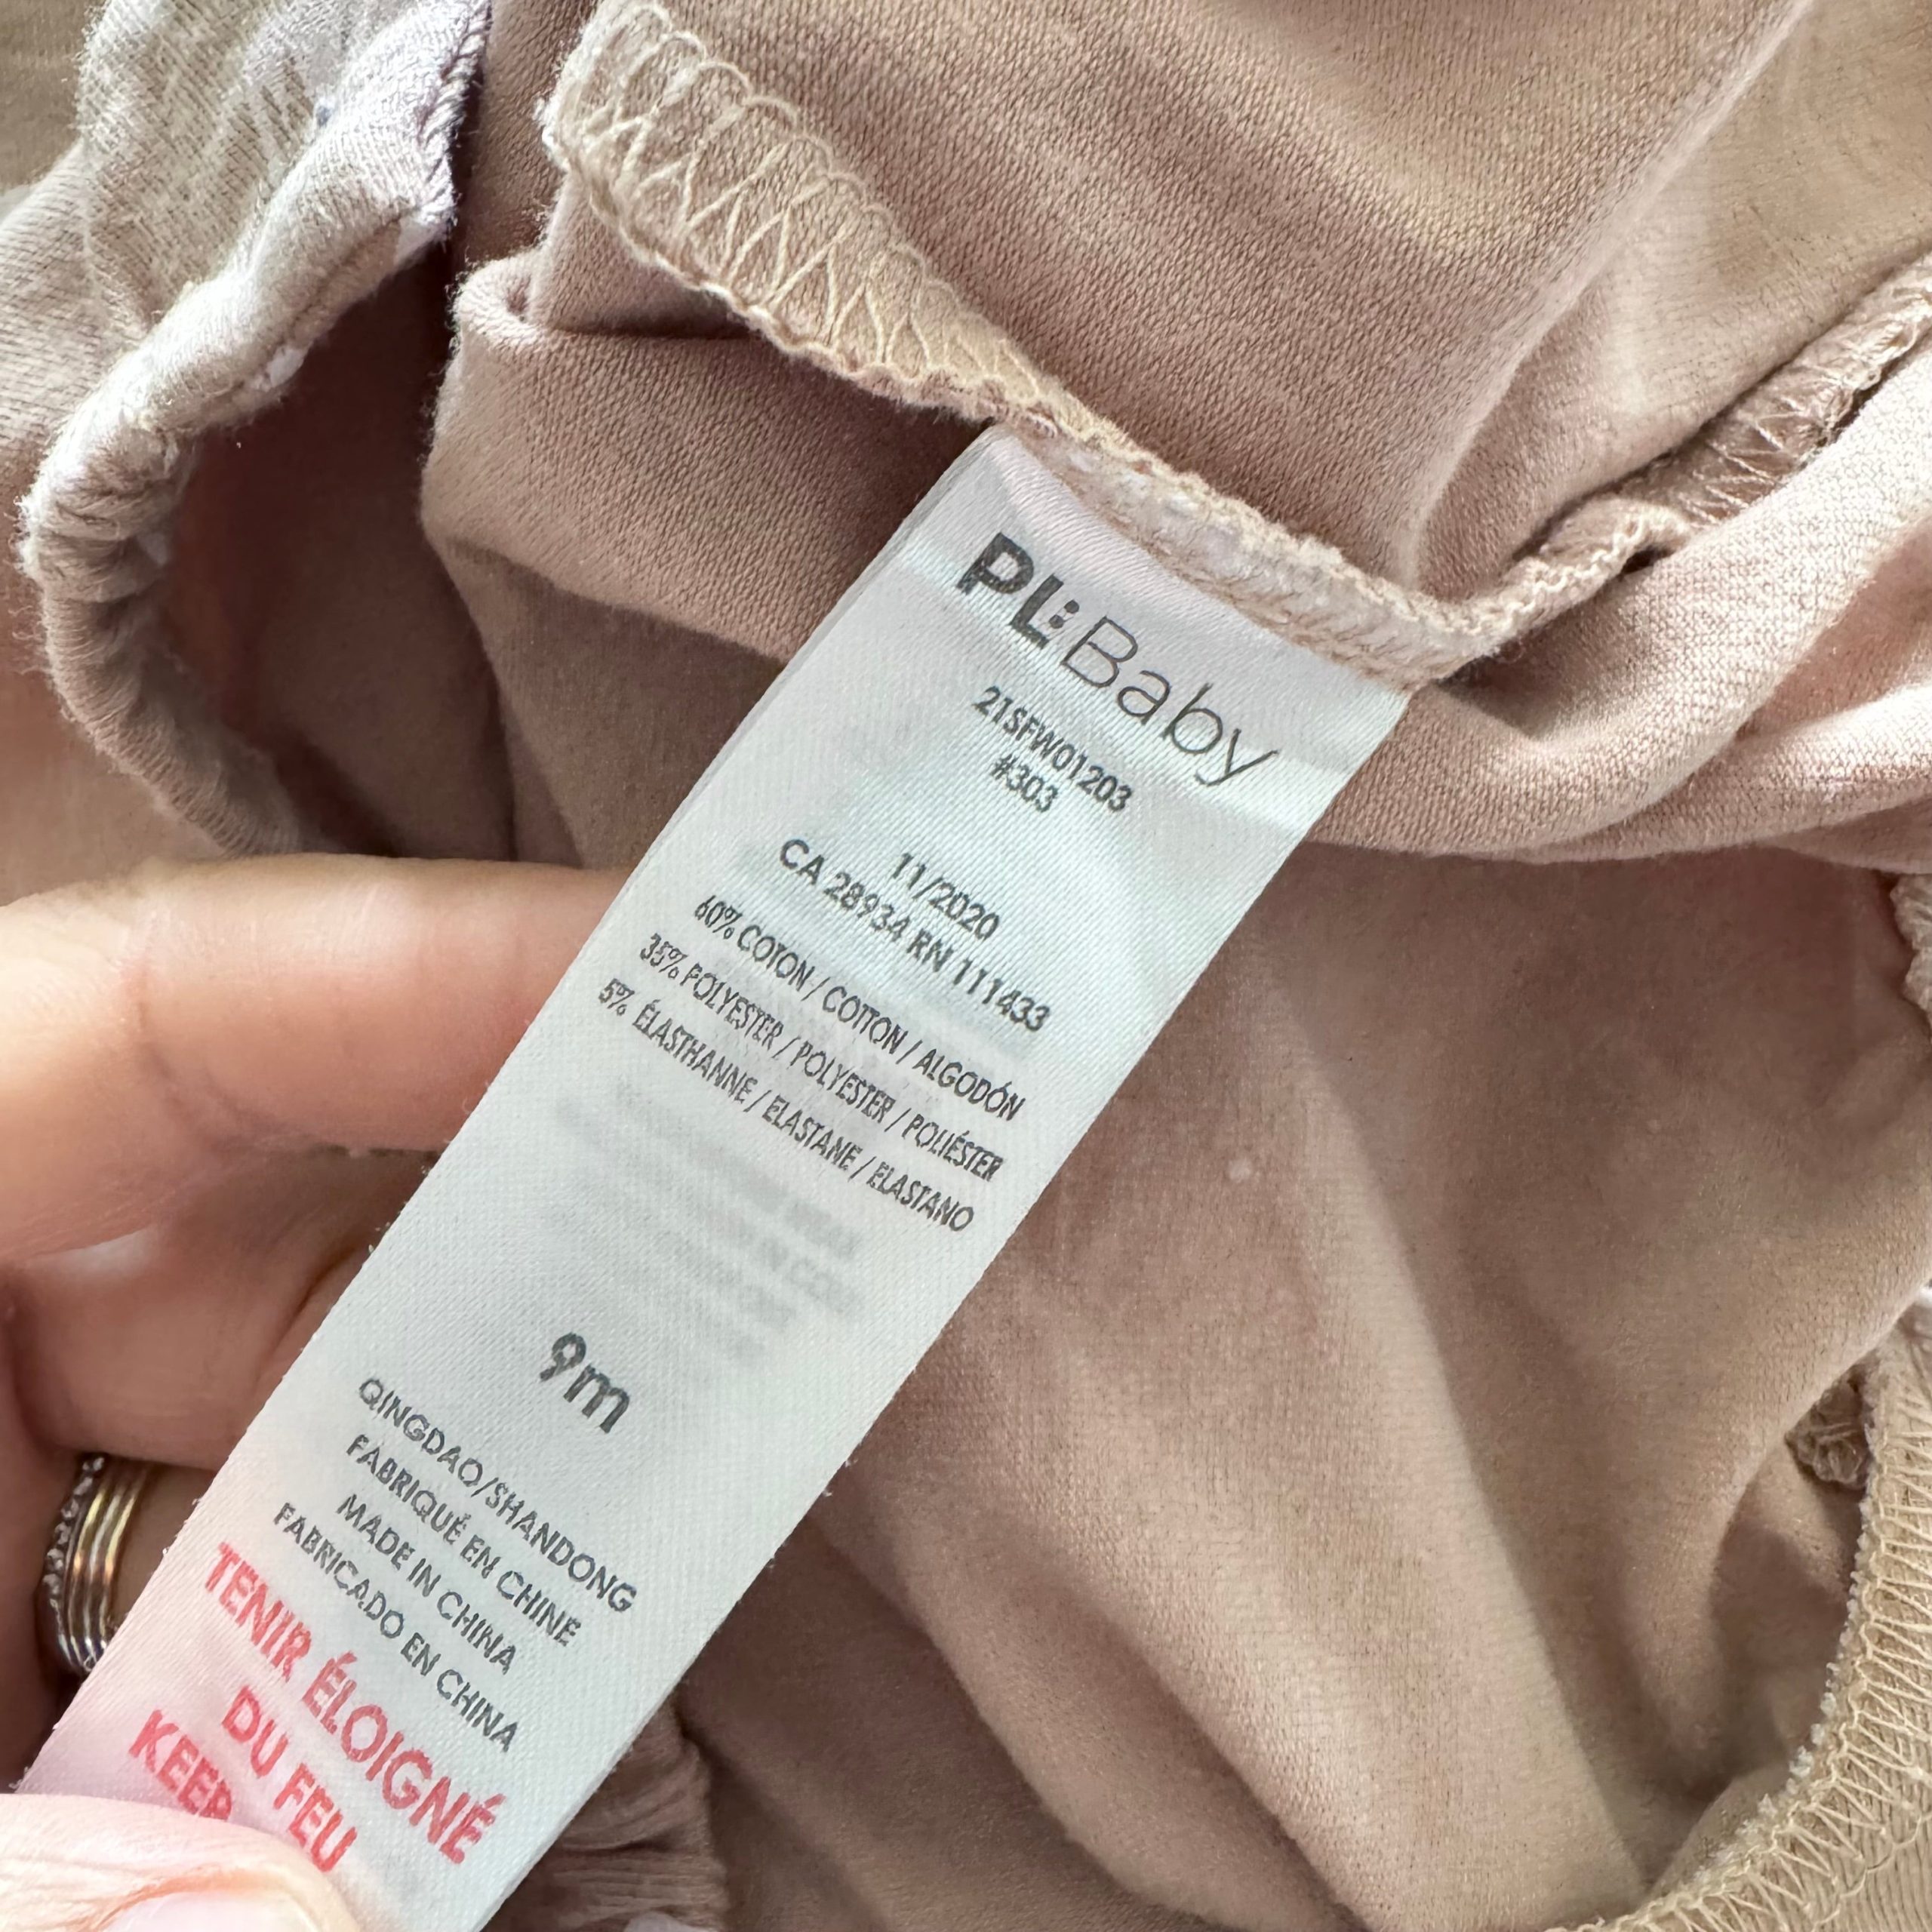 PL:Baby
21SFW01203
#303
11/2020
CA 28934 RN 111433
60% COTON / COTTON / ALGODÓN
35% POLYESTER / POLYESTER / POLIÉSTER
5% ÉLASTHANNE / ELASTANE / ELASTANO
9m
QINGDAO/SHANDONG
FABRIQUÉ EN CHINE
MADE IN CHINA
FABRICADO EN CHINA
TENIR ÉLOIGNÉ
DU FEU
KEEP